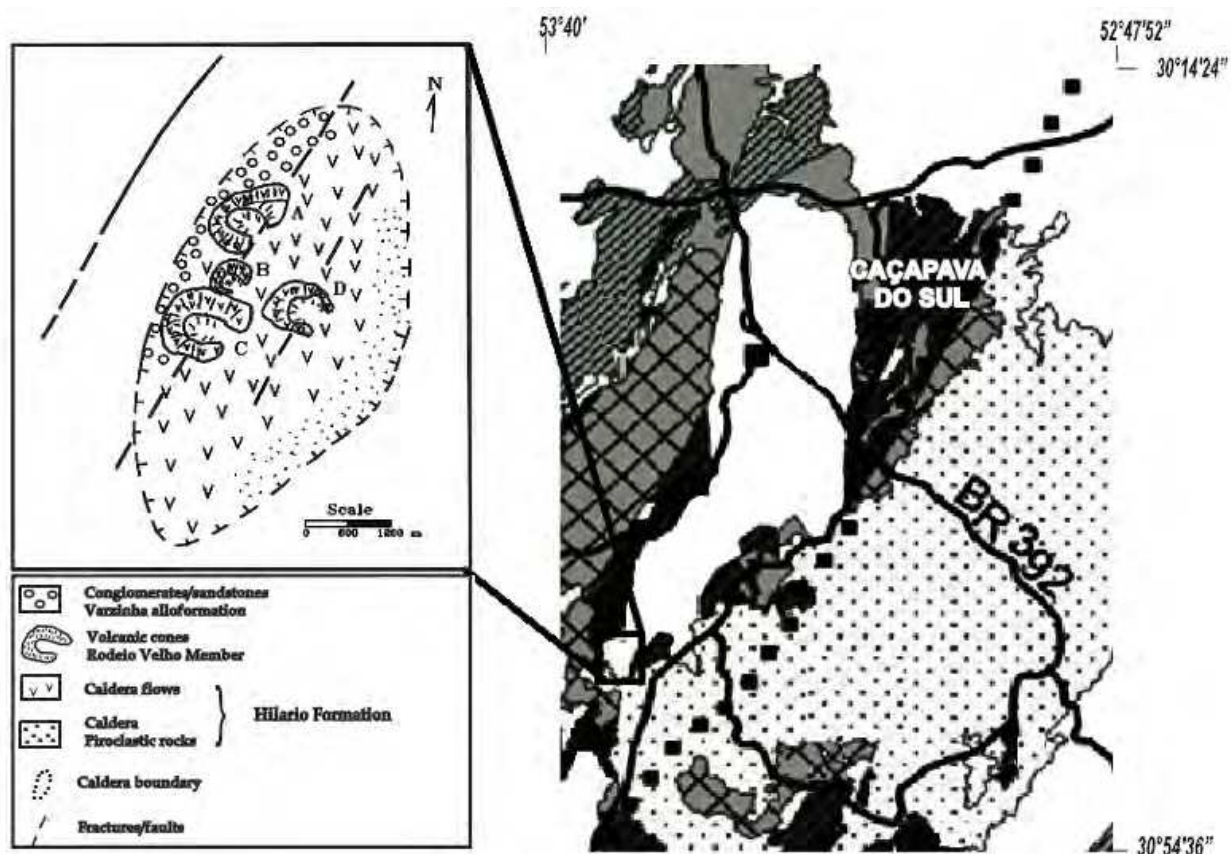 53°40'
52°47'52"
30°14'24"
N
A
B
D
C
Scale
0 600 1200 m
CAÇAPAVA
DO SUL
BR 392
Conglomerates/sandstones
Varzinha alloformation
Volcanic cones
Rodeio Velho Member
Caldera flows
Caldera
Piroclastic rocks
Hilario Formation
Caldera boundary
Fractures/faults
30°54'36"